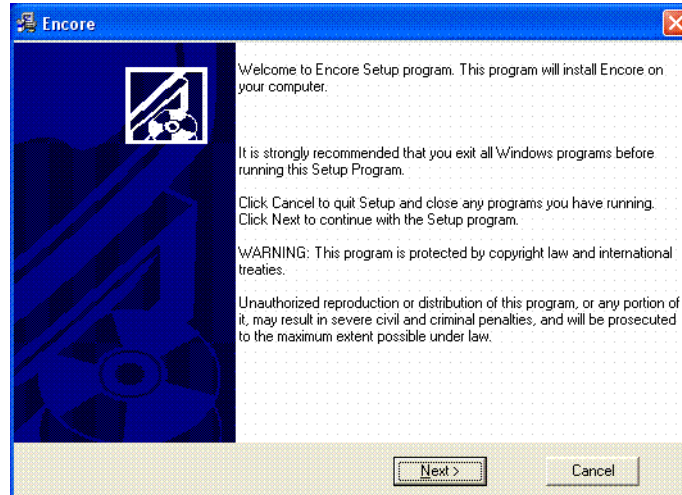 Encore
Welcome to Encore Setup program. This program will install Encore on
your computer.
It is strongly recommended that you exit all Windows programs before
running this Setup Program.
Click Cancel to quit Setup and close any programs you have running.
Click Next to continue with the Setup program.
WARNING: This program is protected by copyright law and international
treaties.
Unauthorized reproduction or distribution of this program, or any portion of
it, may result in severe civil and criminal penalties, and will be prosecuted
to the maximum extent possible under law.
Next > Cancel